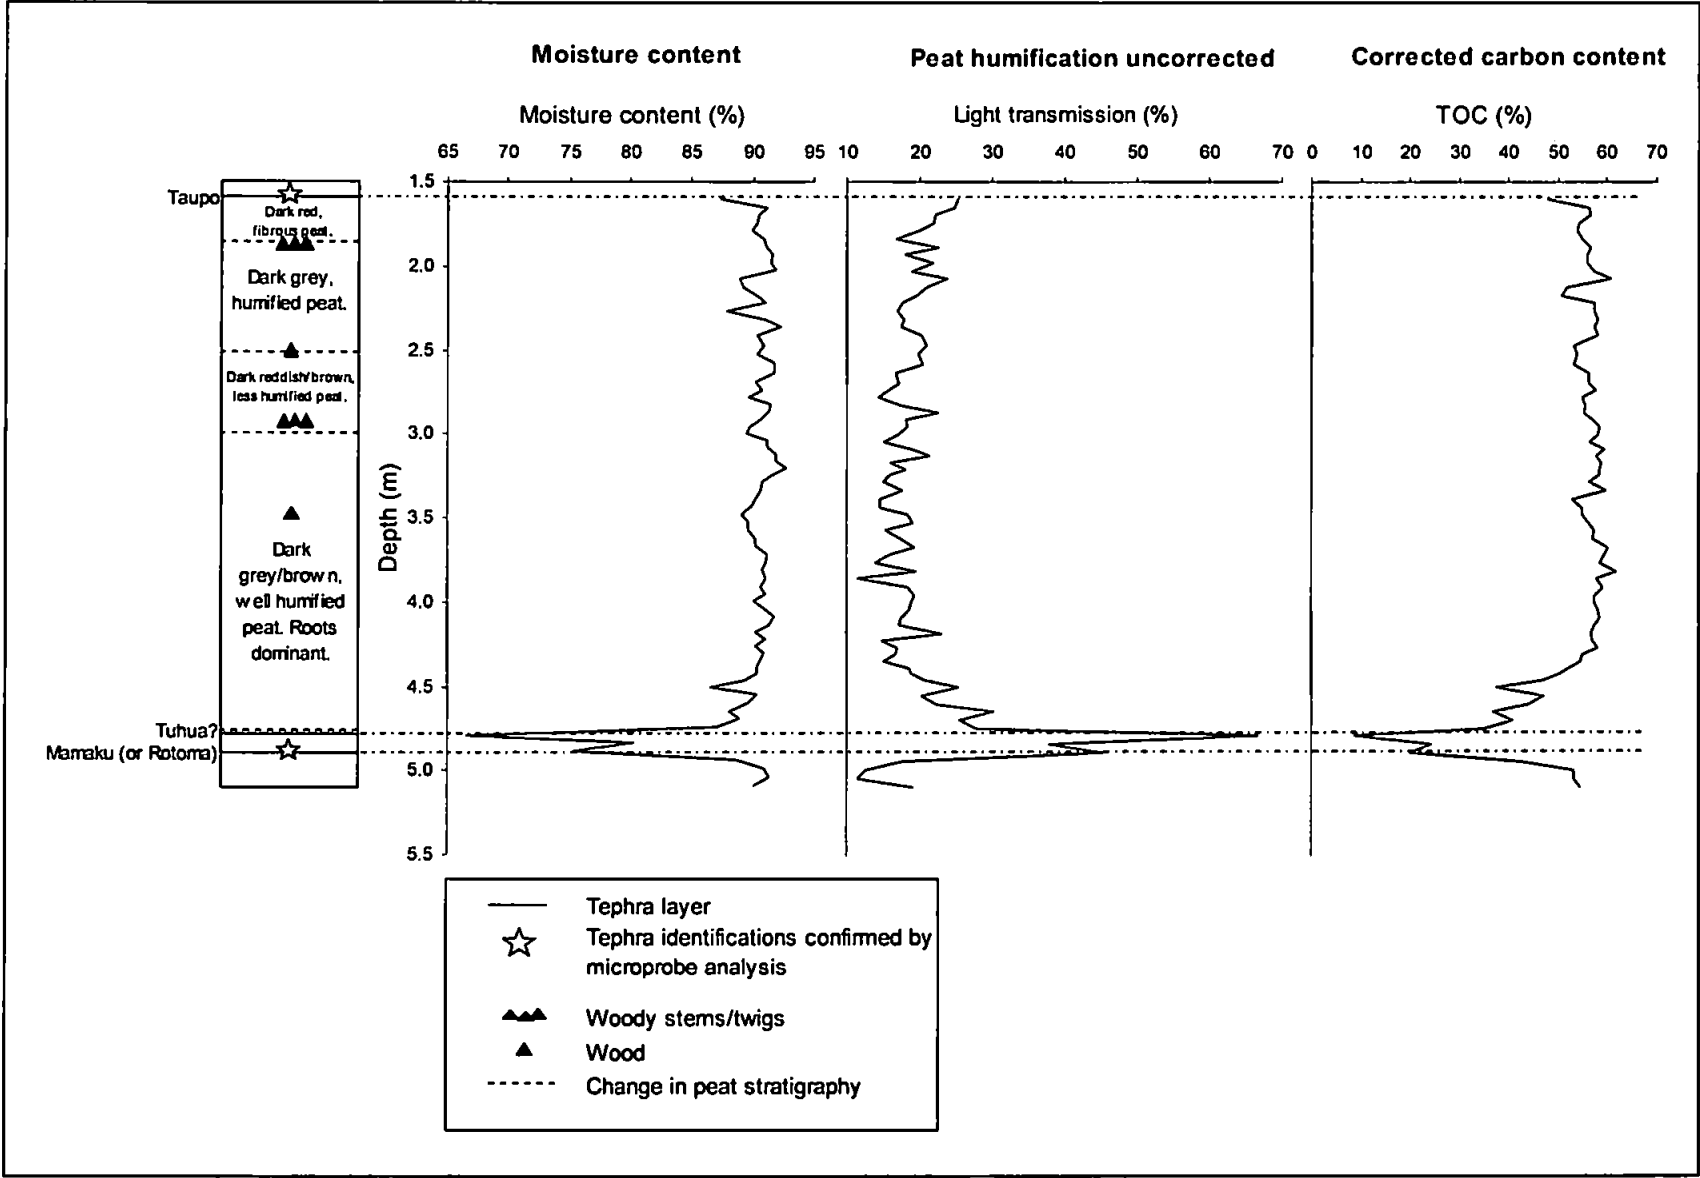 Moisture content
Peat humification uncorrected
Corrected carbon content
Moisture content (%)
Light transmission (%)
TOC (%)
65 70 75 80 85 90 95
10 20 30 40 50 60 70
0 10 20 30 40 50 60 70
Depth (m)
1.5
2.0
2.5
3.0
3.5
4.0
4.5
5.0
5.5
Taupo
Dark red,
fibrous peat.
Dark grey,
humified peat.
Dark reddish/brown,
less humified peat.
Dark
grey/brown,
well humified
peat. Roots
dominant.
Tuhua?
Mamaku (or Rotoma)
Tephra layer
Tephra identifications confirmed by
microprobe analysis
Woody stems/twigs
Wood
Change in peat stratigraphy